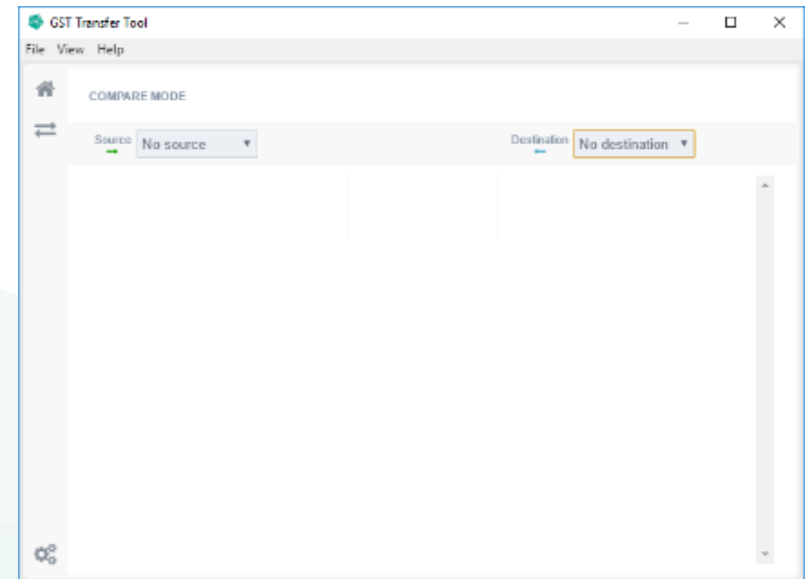 GST Transfer Tool
File View Help
COMPARE MODE
Source No source Destination No destination